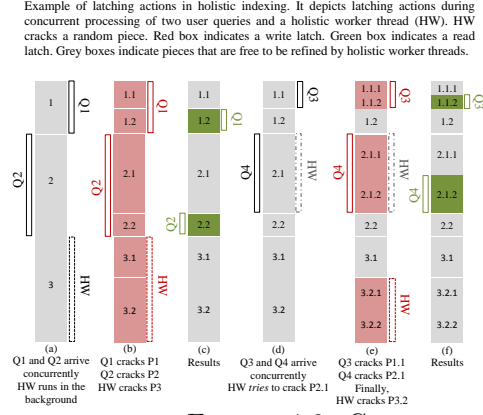 Example of latching actions in holistic indexing. It depicts latching actions during
concurrent processing of two user queries and a holistic worker thread (HW). HW
cracks a random piece. Red box indicates a write latch. Green box indicates a read
latch. Grey boxes indicate pieces that are free to be refined by holistic worker threads.
1
Q1
2
Q2
3
HW
(a)
Q1 and Q2 arrive
concurrently
HW runs in the
background
1.1
1.2
Q1
2.1
2.2
Q2
3.1
3.2
HW
(b)
Q1 cracks P1
Q2 cracks P2
HW cracks P3
1.1
1.2
Q1
2.1
2.2
Q2
3.1
3.2
(c)
Results
1.1
Q3
1.2
2.1
Q4
HW
2.2
3.1
3.2
(d)
Q3 and Q4 arrive
concurrently
HW tries to crack P2.1
1.1.1
1.1.2
Q3
1.2
2.1.1
2.1.2
Q4
HW
2.2
3.1
3.2.1
3.2.2
HW
(e)
Q3 cracks P1.1
Q4 cracks P2.1
Finally,
HW cracks P3.2
1.1.1
1.1.2
Q3
1.2
2.1.1
2.1.2
Q4
2.2
3.1
3.2.1
3.2.2
(f)
Results